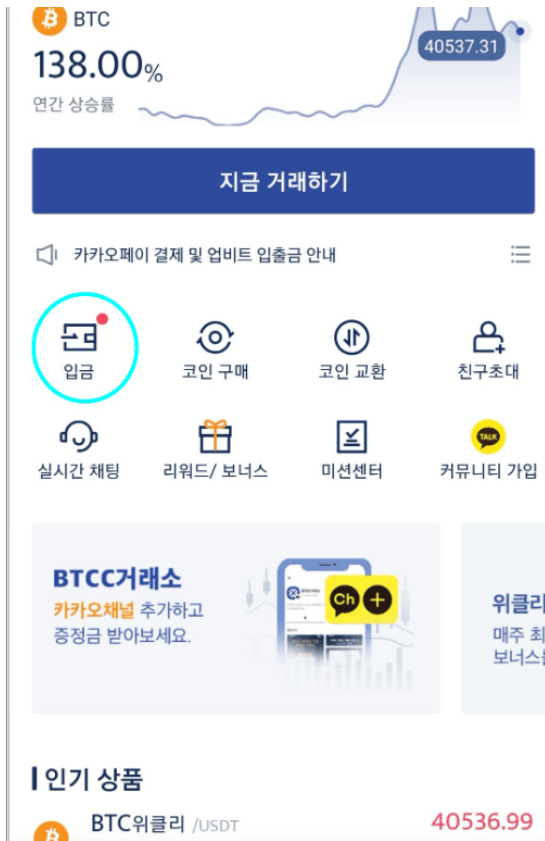 BTC
138.00%
연간 상승률
40537.31
지금 거래하기
카카오페이 결제 및 업비트 입출금 안내
입금
코인 구매
코인 교환
친구초대
실시간 채팅
리워드/ 보너스
미션센터
커뮤니티 가입
BTCC거래소
카카오채널 추가하고
증정금 받아보세요.
Ch +
위클리
매주 최
보너스를
인기 상품
BTC위클리 /USDT
40536.99
TALK